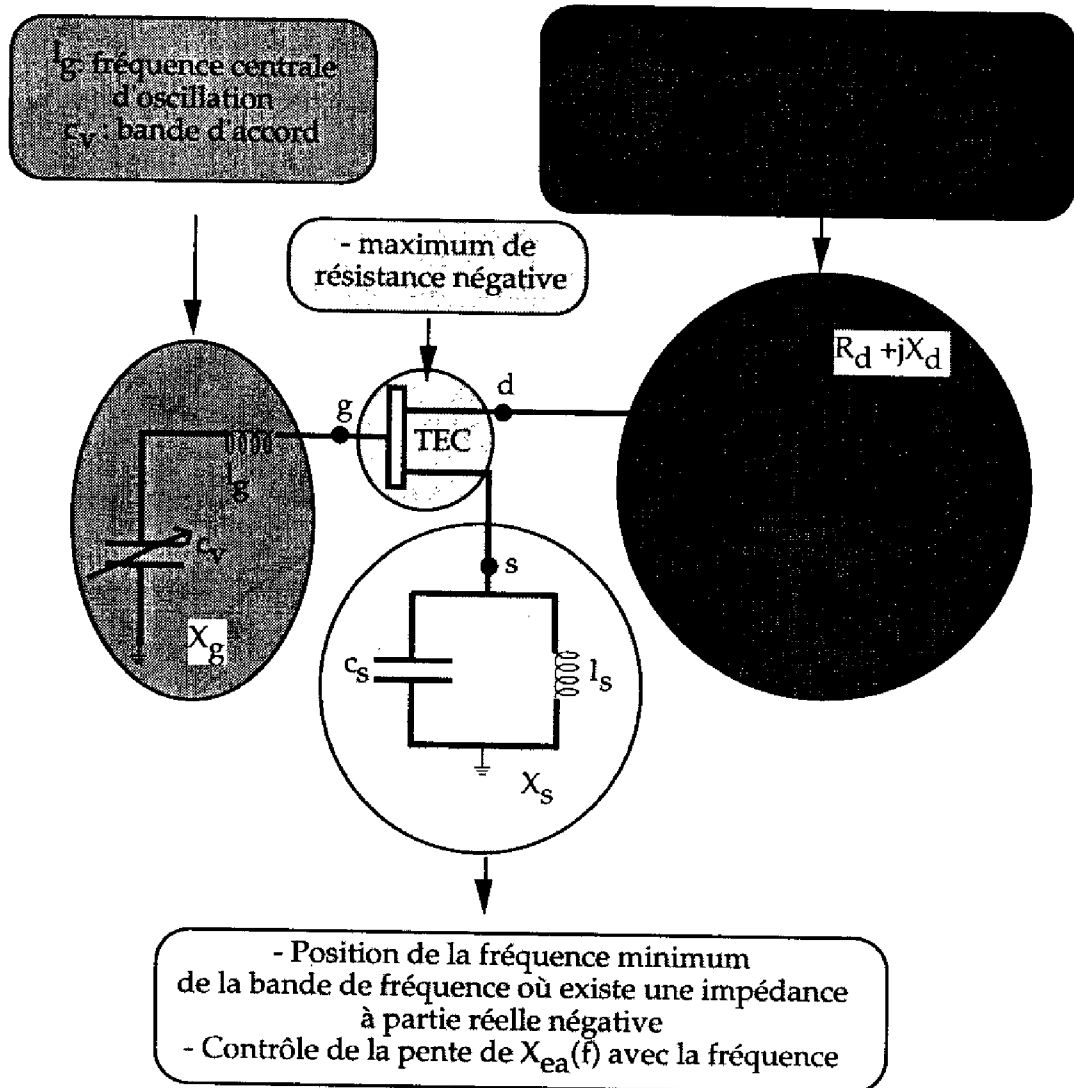 lg: fréquence centrale
d'oscillation
cv : bande d'accord
- maximum de
résistance négative
Rd +jXd
d
g
TEC
lg
cv
s
Xg
cs
ls
Xs
- Position de la fréquence minimum
de la bande de fréquence où existe une impédance
à partie réelle négative
- Contrôle de la pente de Xea(f) avec la fréquence